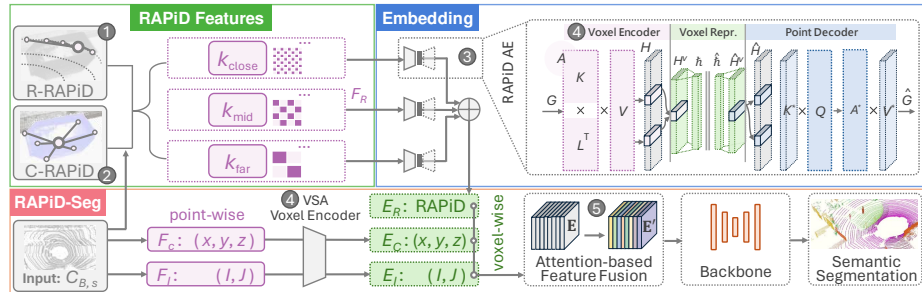 RAPiD Features
Embedding
1
R-RAPiD
C-RAPiD
2
k_close
k_mid
k_far
F_R
3
RAPiD AE
4 Voxel Encoder
Voxel Repr.
Point Decoder
G
A
K
×
L^T
×
V
H
H^v
ℏ
ĥ
Ĥ^v
Ĥ
K'
×
Q
A'
×
V'
Ĝ
RAPiD-Seg
Input: C_{B,s}
point-wise
F_c: (x, y, z)
F_I: (I, J)
4 VSA
Voxel Encoder
E_R: RAPiD
E_C: (x, y, z)
E_I: (I, J)
voxel-wise
E
5
E'
Attention-based
Feature Fusion
Backbone
Semantic
Segmentation